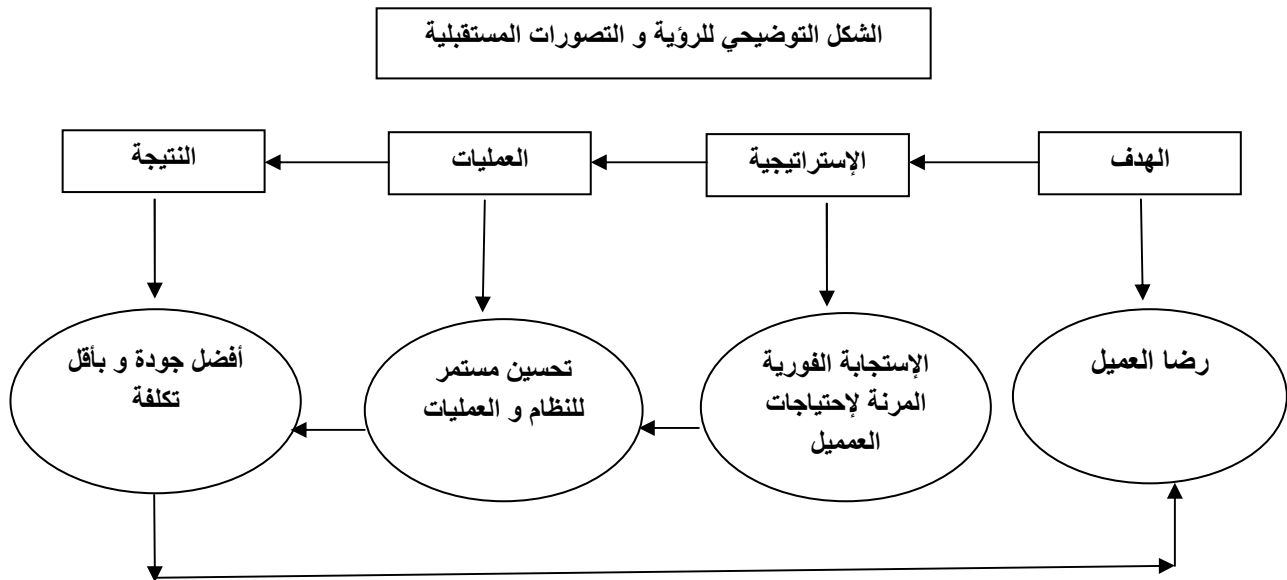 الشكل التوضيحي للرؤية و التصورات المستقبلية
الهدف
الإستراتيجية
العمليات
النتيجة
رضا العميل
الإستجابة الفورية
المرنة لإحتياجات
العمميل
تحسين مستمر
للنظام و العمليات
أفضل جودة و بأقل
تكلفة